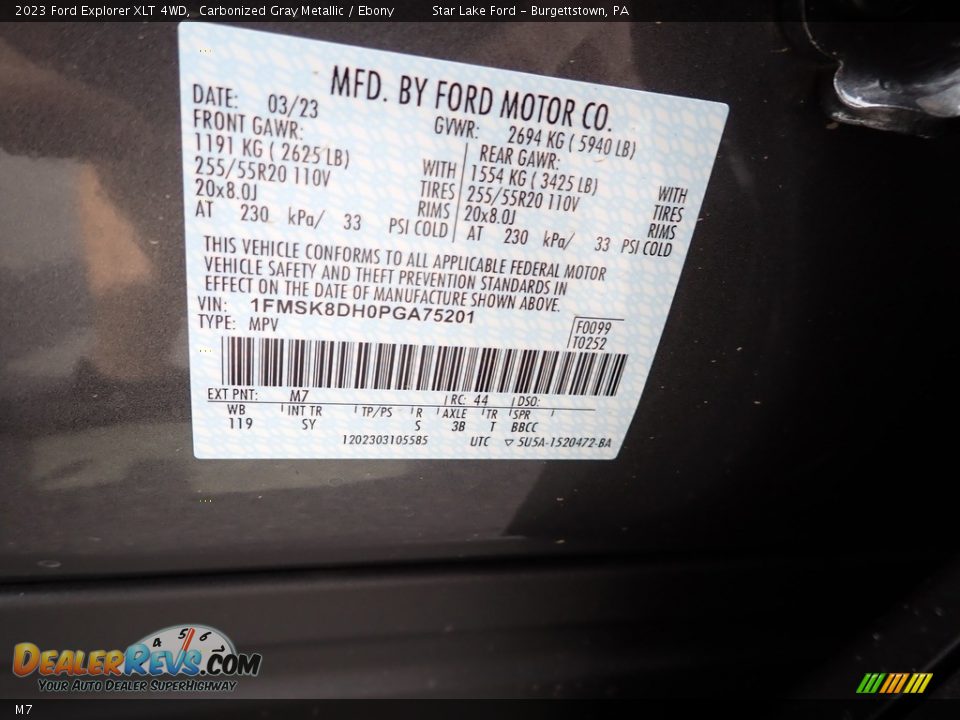 2023 Ford Explorer XLT 4WD, Carbonized Gray Metallic / Ebony Star Lake Ford - Burgettstown, PA
MFD. BY FORD MOTOR CO.
DATE: 03/23 GVWR: 2694 KG ( 5940 LB)
FRONT GAWR: REAR GAWR:
1191 KG ( 2625 LB) WITH 1554 KG ( 3425 LB) WITH
255/55R20 110V TIRES 255/55R20 110V TIRES
20x8.0J RIMS 20x8.0J RIMS
AT 230 kPa/ 33 PSI COLD AT 230 kPa/ 33 PSI COLD
THIS VEHICLE CONFORMS TO ALL APPLICABLE FEDERAL MOTOR
VEHICLE SAFETY AND THEFT PREVENTION STANDARDS IN
EFFECT ON THE DATE OF MANUFACTURE SHOWN ABOVE.
VIN: 1FMSK8DH0PGA75201
TYPE: MPV
F0099
T0252
EXT PNT: M7 RC: 44 DSO:
WB INT TR TP/PS R AXLE TR SPR
119 SY S 3B T BBCC
1202303105585 UTC ▽ 5U5A-1520472-BA
4 5 6
DEALERREVS.COM
YOUR AUTO DEALER SUPERHIGHWAY
M7